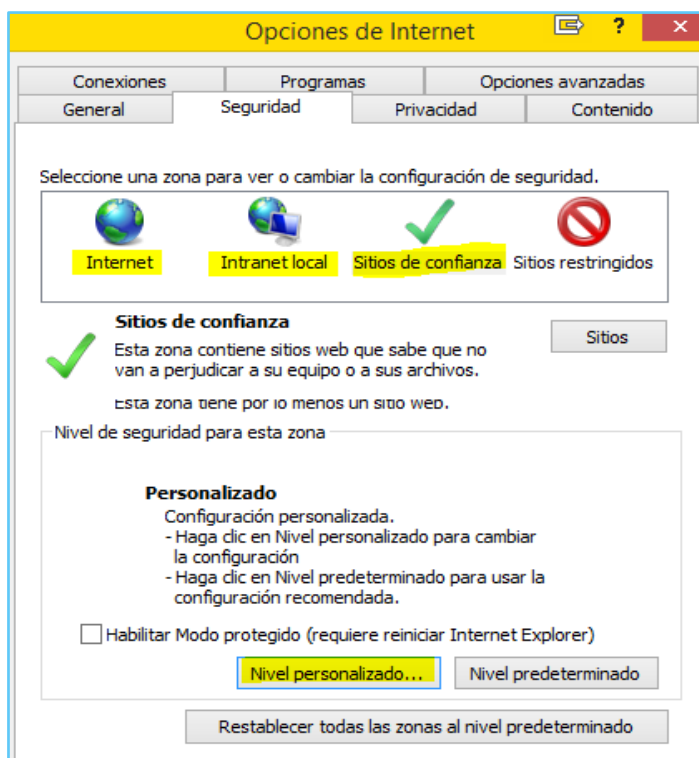 Opciones de Internet
?
x
Conexiones Programas Opciones avanzadas
General Seguridad Privacidad Contenido
Seleccione una zona para ver o cambiar la configuración de seguridad.
Internet Intranet local Sitios de confianza Sitios restringidos
Sitios de confianza
Sitios
Esta zona contiene sitios web que sabe que no
van a perjudicar a su equipo o a sus archivos.
Esta zona tiene por lo menos un sitio web.
Nivel de seguridad para esta zona
Personalizado
Configuración personalizada.
- Haga clic en Nivel personalizado para cambiar
la configuración
- Haga clic en Nivel predeterminado para usar la
configuración recomendada.
Habilitar Modo protegido (requiere reiniciar Internet Explorer)
Nivel personalizado... Nivel predeterminado
Restablecer todas las zonas al nivel predeterminado